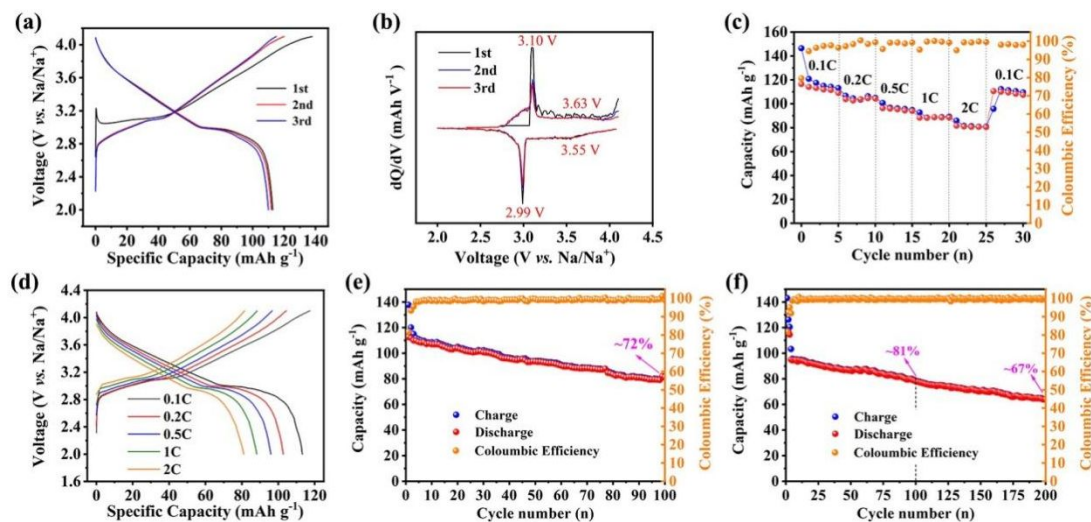 (a)
Voltage (V vs. Na/Na+)
4.4
3.8
3.2
2.6
2.0
1st
2nd
3rd
0 20 40 60 80 100 120 140
Specific Capacity (mAh g-1)
(b)
dQ/dV (mAh V-1)
3.10 V
1st
2nd
3rd
3.63 V
3.55 V
2.99 V
2.0 2.5 3.0 3.5 4.0 4.5
Voltage (V vs. Na/Na+)
(c)
Capacity (mAh g-1)
160
140
120
100
80
60
40
20
0
0.1C
0.2C
0.5C
1C
2C
0.1C
100
90
80
70
60
50
40
30
20
10
0
Coloumbic Efficiency (%)
0 5 10 15 20 25 30
Cycle number (n)
(d)
Voltage (V vs. Na/Na+)
4.6
4.0
3.4
2.8
2.2
1.6
0.1C
0.2C
0.5C
1C
2C
0 20 40 60 80 100 120 140
Specific Capacity (mAh g-1)
(e)
Capacity (mAh g-1)
140
120
100
80
60
40
20
0
~72%
Charge
Discharge
Coloumbic Efficiency
100
90
80
70
60
50
40
30
20
10
0
Coloumbic Efficiency (%)
0 10 20 30 40 50 60 70 80 90 100
Cycle number (n)
(f)
Capacity (mAh g-1)
140
120
100
80
60
40
20
0
~81%
~67%
Charge
Discharge
Coloumbic Efficiency
100
90
80
70
60
50
40
30
20
10
0
Coloumbic Efficiency (%)
0 25 50 75 100 125 150 175 200
Cycle number (n)